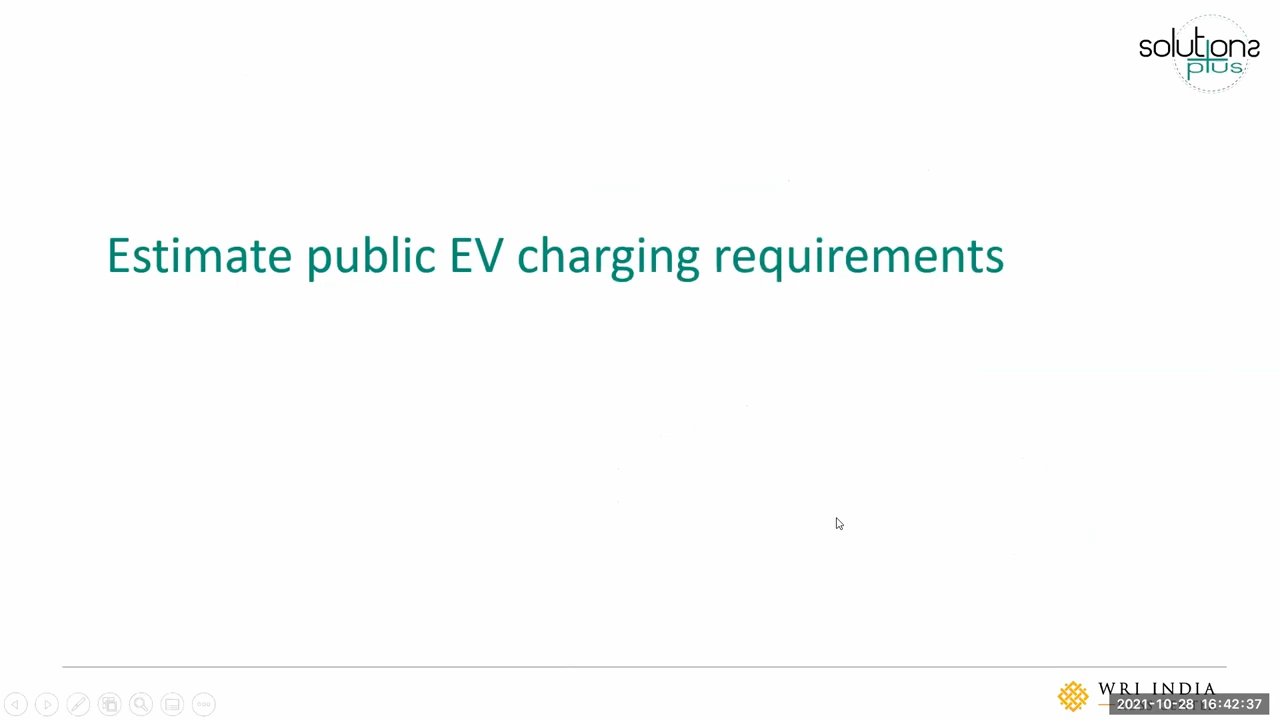 solutions
plus
Estimate public EV charging requirements
WRI INDIA
2021-10-28 16:42:37